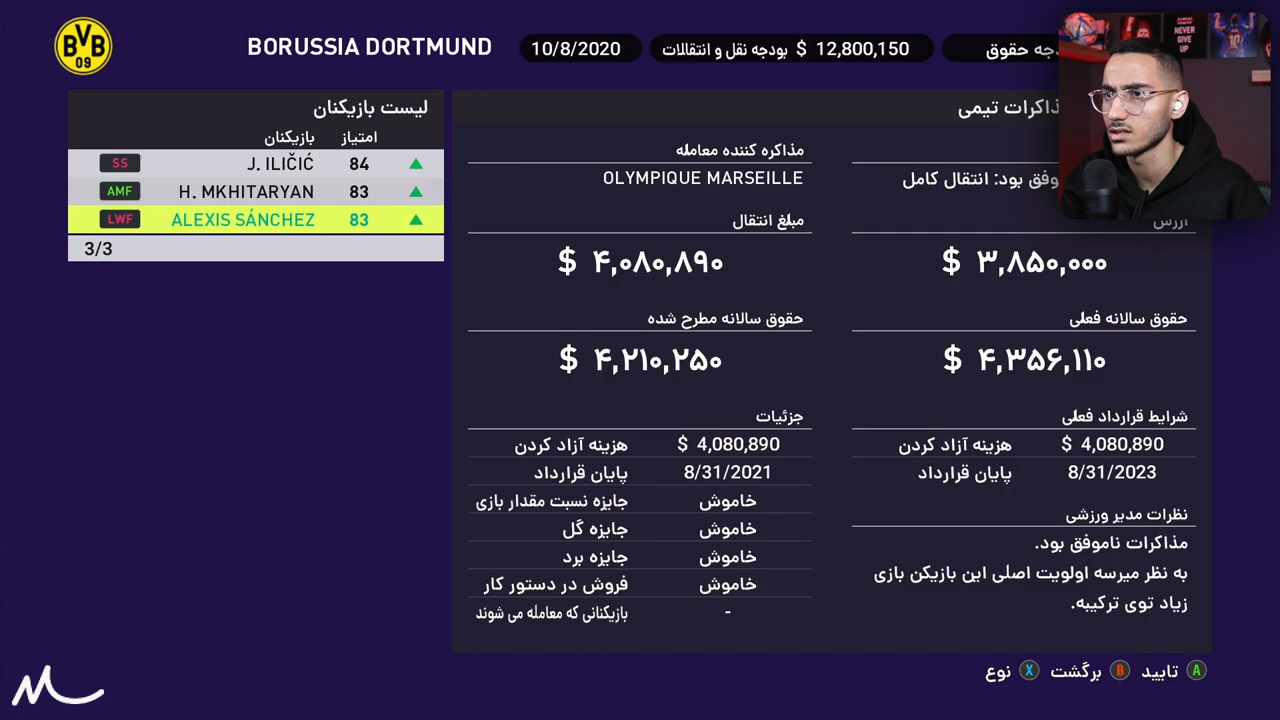 BVB
09
BORUSSIA DORTMUND
10/8/2020
بودجه نقل و انتقالات $ 12,800,150
حقوق
NEVER
GIVE
UP
10
لیست بازیکنان
بازیکنان امتیاز
SS J. ILIČIĆ 84
AMF H. MKHITARYAN 83
LWF ALEXIS SÁNCHEZ 83
3/3
تیمی
مذاکره کننده معامله
OLYMPIQUE MARSEILLE
بود: انتقال کامل
مبلغ انتقال
ارزش
$ ۴,۰۸۰,۸۹۰
$ ۳,۸۵۰,۰۰۰
حقوق سالانه مطرح شده
حقوق سالانه فعلی
$ ۴,۲۱۰,۲۵۰
$ ۴,۳۵۶,۱۱۰
جزئیات
هزینه آزاد کردن $ 4,080,890
پایان قرارداد 8/31/2021
جایزه نسبت مقدار بازی خاموش
جایزه گل خاموش
جایزه برد خاموش
فروش در دستور کار خاموش
بازیکنانی که معامله می شوند -
شرایط قرارداد فعلی
هزینه آزاد کردن $ 4,080,890
پایان قرارداد 8/31/2023
نظرات مدیر ورزشی
مذاکرات ناموفق بود.
به نظر میرسه اولویت اصلی این بازیکن بازی
زیاد توی ترکیبه.
A تایید B برگشت X نوع